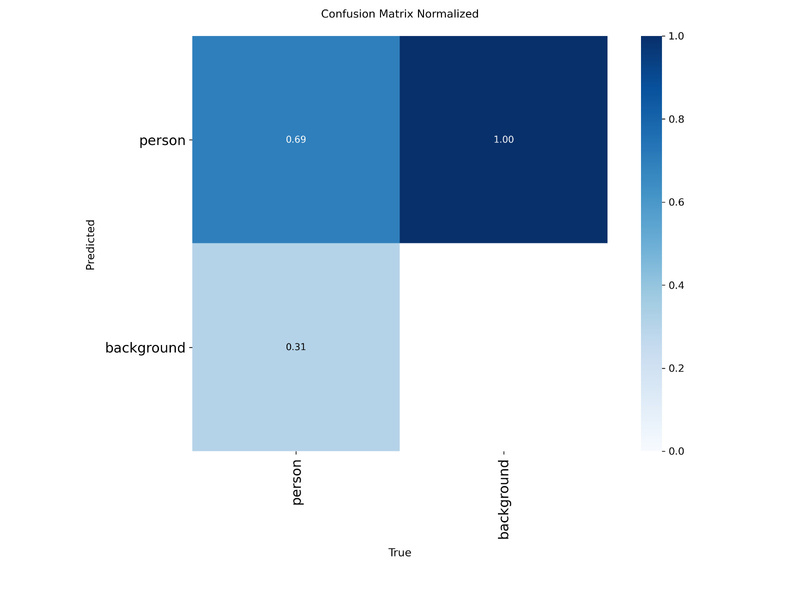 Confusion Matrix Normalized
1.0
person
0.69
1.00
0.8
0.6
Predicted
0.4
background
0.31
0.2
0.0
person
background
True